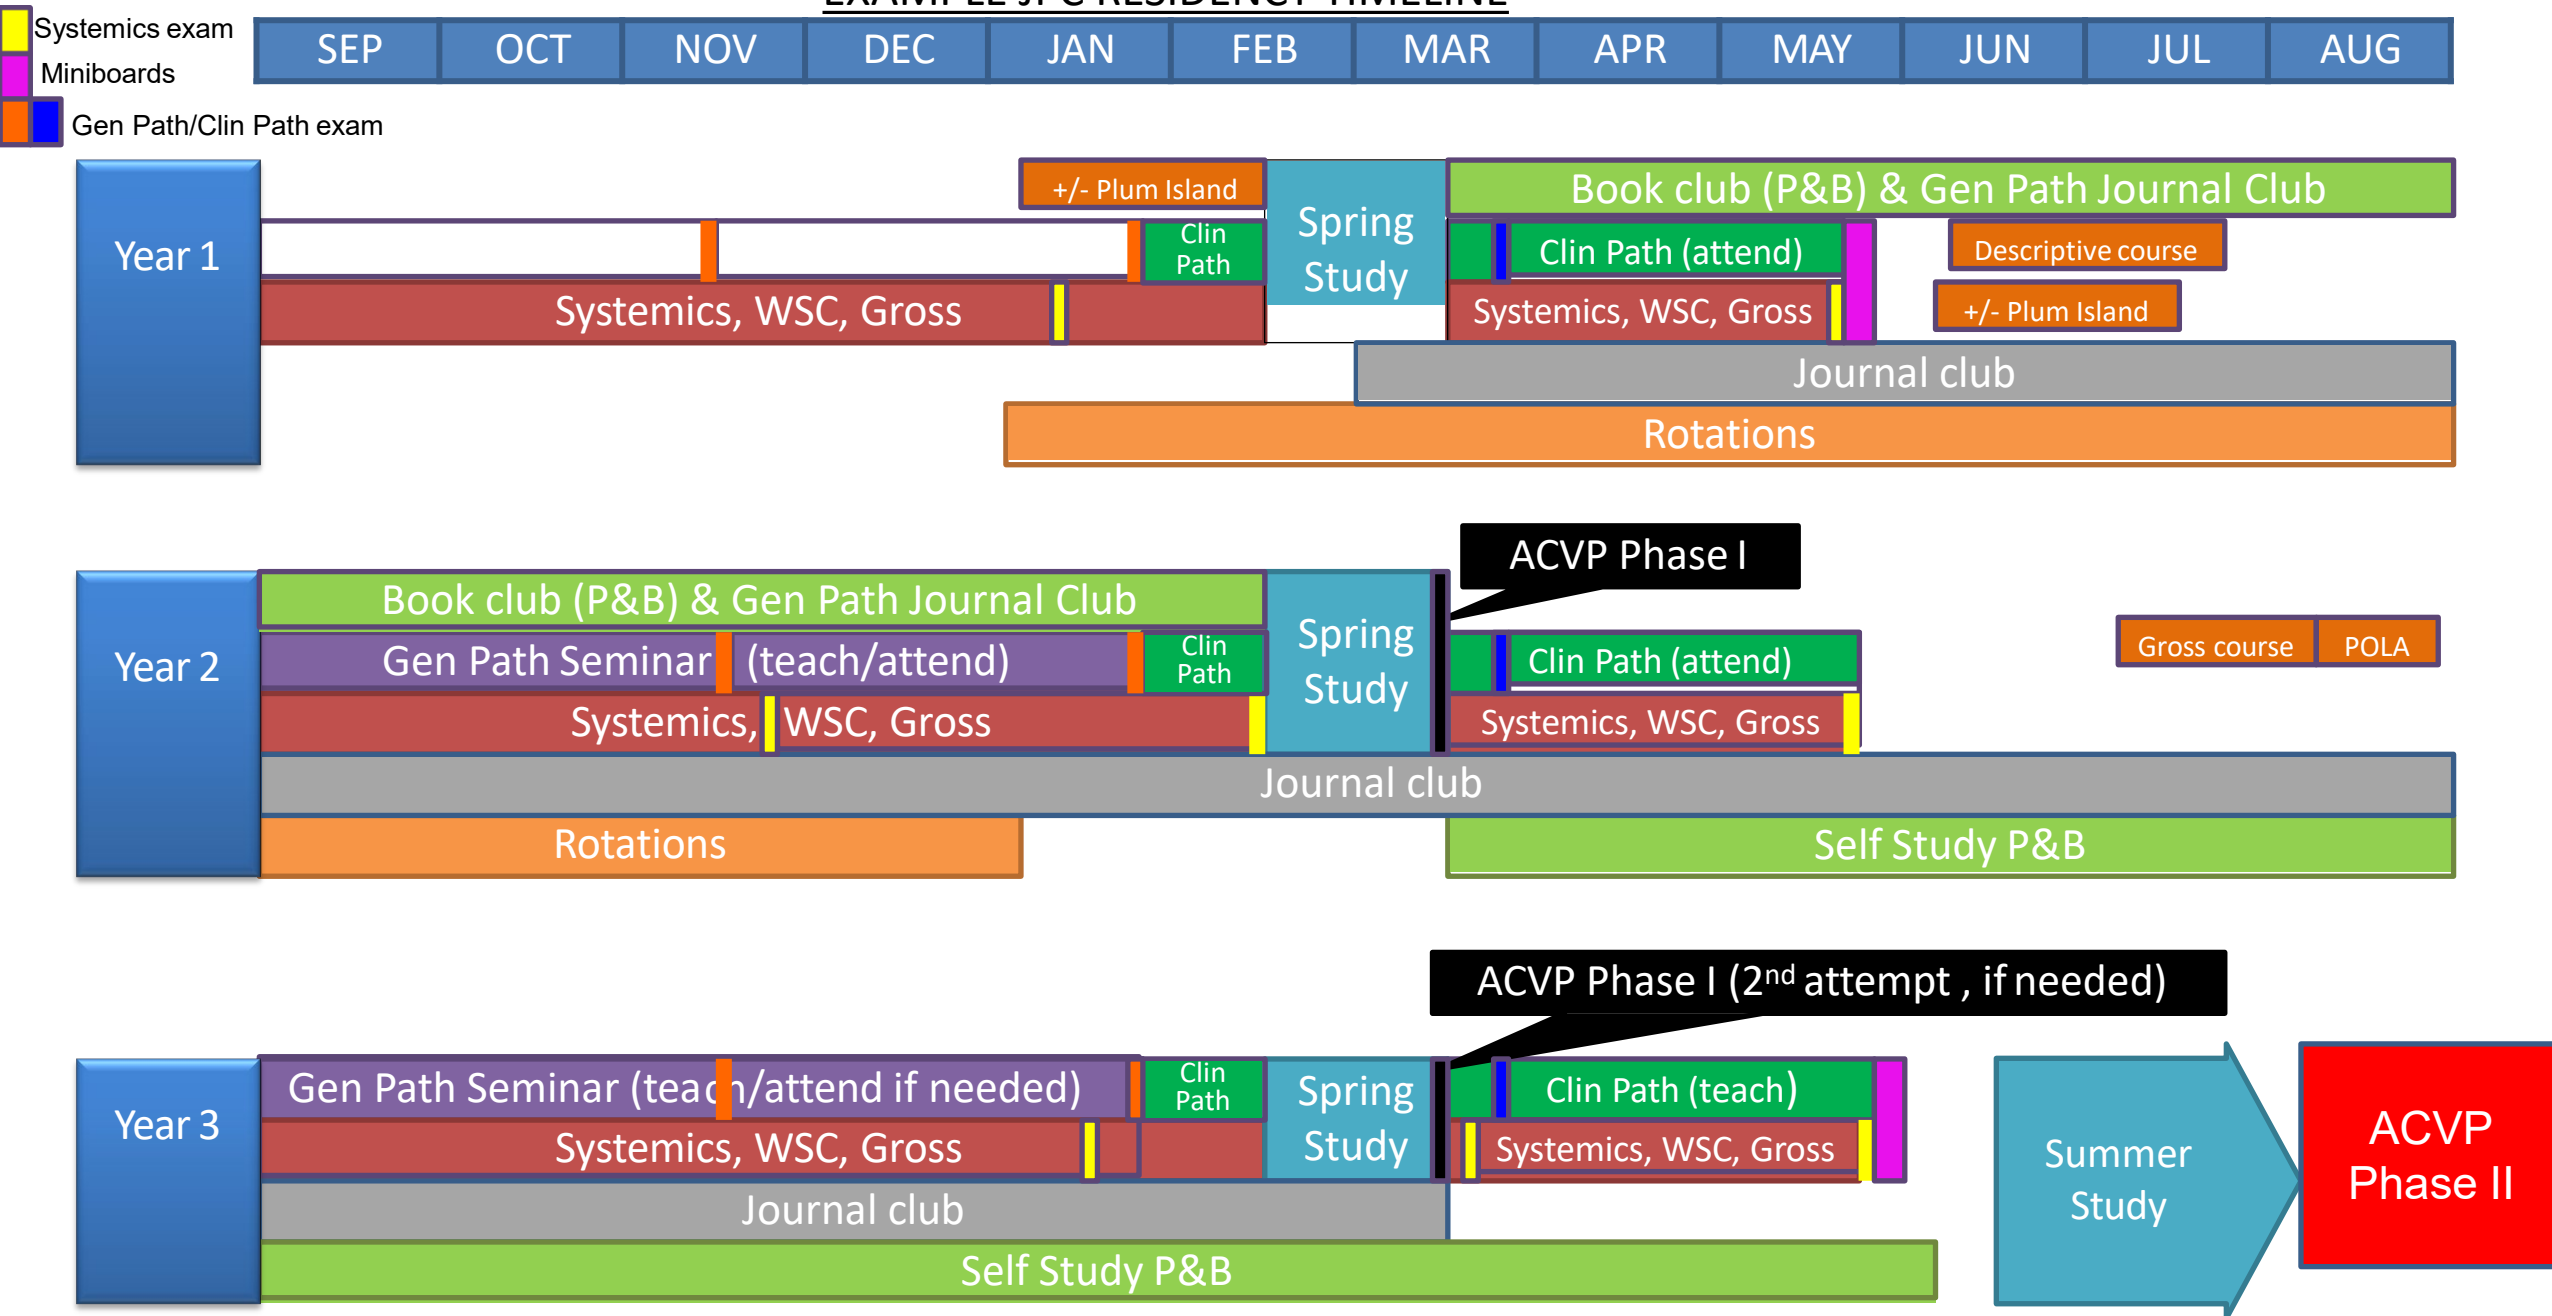 EXAMPLE JPC RESIDENCY TIMELINE
Systemics exam
Miniboards
Gen Path/Clin Path exam
SEP OCT NOV DEC JAN FEB MAR APR MAY JUN JUL AUG
Year 1
+/- Plum Island
Spring
Study
Book club (P&B) & Gen Path Journal Club
Clin
Path
Clin Path (attend)
Descriptive course
Systemics, WSC, Gross
Systemics, WSC, Gross
+/- Plum Island
Journal club
Rotations
ACVP Phase I
Year 2
Book club (P&B) & Gen Path Journal Club
Spring
Study
Gen Path Seminar (teach/attend)
Clin
Path
Clin Path (attend)
Gross course
POLA
Systemics, WSC, Gross
Systemics, WSC, Gross
Journal club
Rotations
Self Study P&B
ACVP Phase I (2nd attempt , if needed)
Year 3
Gen Path Seminar (teach/attend if needed)
Clin
Path
Spring
Study
Clin Path (teach)
Systemics, WSC, Gross
Systemics, WSC, Gross
Journal club
Self Study P&B
Summer
Study
ACVP
Phase II